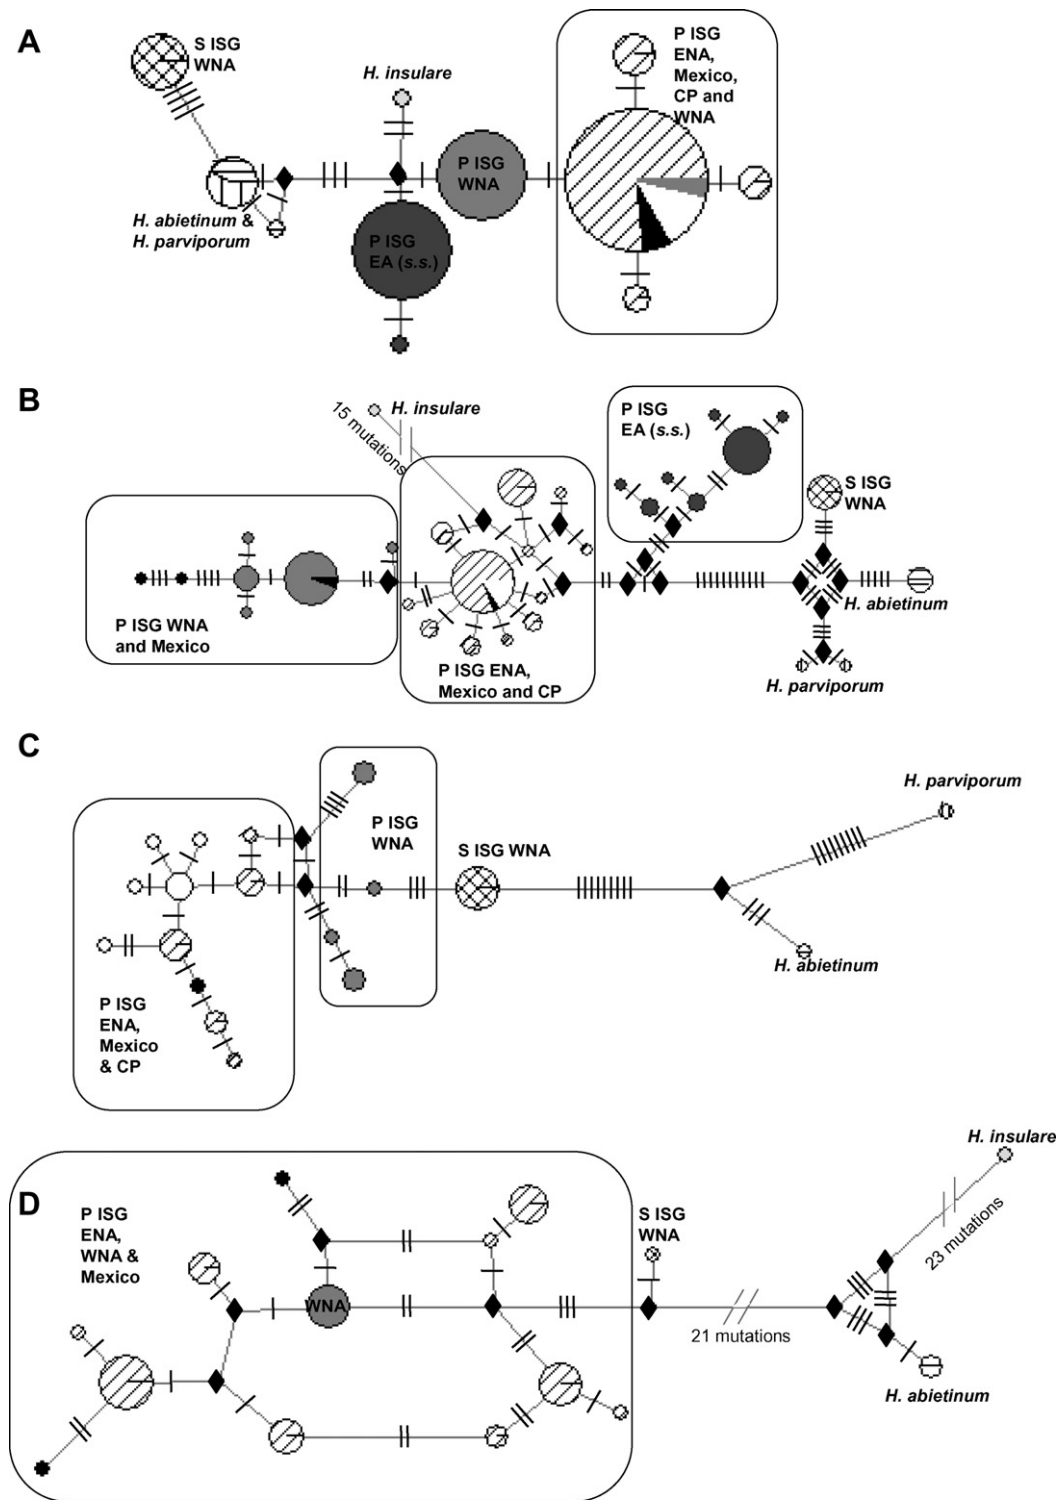 A
S ISG
WNA
H. insulare
P ISG
ENA,
Mexico,
CP and
WNA
P ISG
WNA
H. abietinum &
H. parviporum
P ISG
EA (s.s.)
B
15 mutations
H. insulare
P ISG
EA (s.s.)
S ISG
WNA
H. abietinum
P ISG WNA
and Mexico
P ISG ENA,
Mexico and CP
H. parviporum
C
H. parviporum
P ISG
WNA
S ISG WNA
H. abietinum
P ISG
ENA,
Mexico
& CP
D
H. insulare
P ISG
ENA,
WNA &
Mexico
S ISG
WNA
23 mutations
WNA
21 mutations
H. abietinum